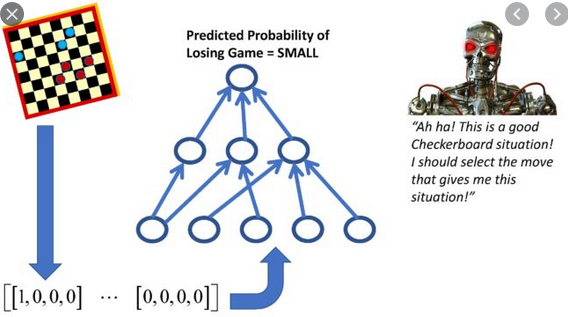 Predicted Probability of
Losing Game = SMALL
“Ah ha! This is a good
Checkerboard situation!
I should select the move
that gives me this
situation!”
[[1,0,0,0] ⋯ [0,0,0,0]]